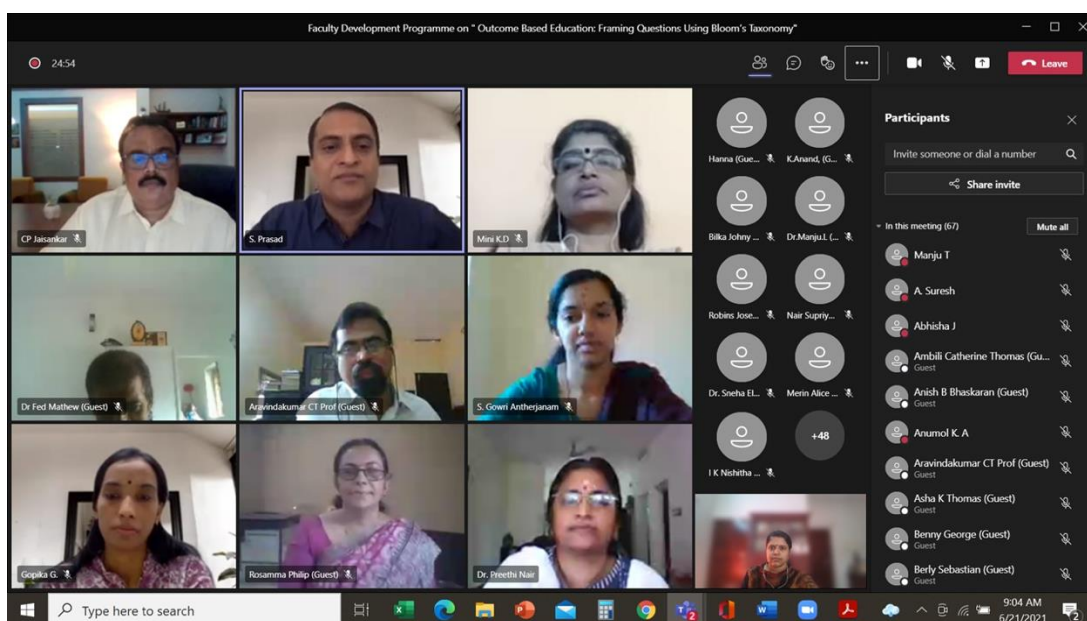 Faculty Development Programme on " Outcome Based Education: Framing Questions Using Bloom's Taxonomy"
24:54
Leave
CP Jaisankar
S. Prasad
Mini K.D
Dr Fed Mathew (Guest)
Aravindakumar CT Prof (Guest)
S. Gowri Antherjanam
Gopika G.
Rosamma Philip (Guest)
Dr. Preethi Nair
Hanna (Gue...
K.Anand, (G...
Bilka Johny ...
Dr.Manju.L (...
Robins Jose...
Nair Supriy...
Dr. Sneha El...
Merin Alice ...
I K Nishitha ...
+48
Participants
Invite someone or dial a number
Share invite
In this meeting (67)
Mute all
Manju T
A. Suresh
Abhisha J
Ambili Catherine Thomas (Gu...
Guest
Anish B Bhaskaran (Guest)
Guest
Anumol K. A
Aravindakumar CT Prof (Guest)
Guest
Asha K Thomas (Guest)
Guest
Benny George (Guest)
Guest
Berly Sebastian (Guest)
Guest
Type here to search
9:04 AM
6/21/2021